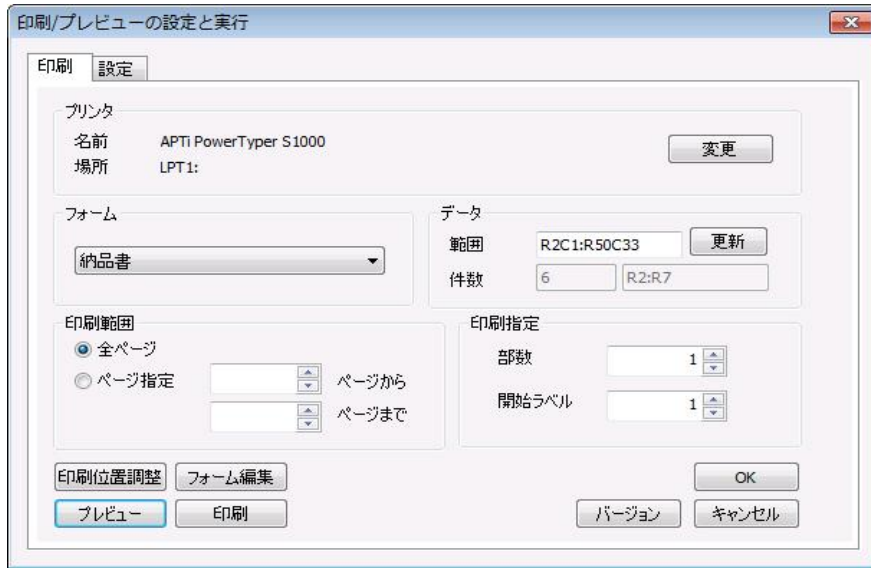 印刷/プレビューの設定と実行
印刷 設定
プリンタ
名前 APTi PowerTyper S1000
場所 LPT1:
変更
フォーム
納品書
データ
範囲 R2C1:R50C33 更新
件数 6 R2:R7
印刷範囲
全ページ
ページ指定 ページから
ページまで
印刷指定
部数 1
開始ラベル 1
印刷位置調整 フォーム編集 OK
プレビュー 印刷 バージョン キャンセル